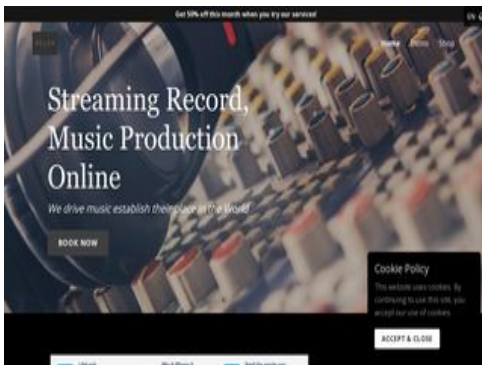 Get 50% off this month when you try our services!
EN
Home
Shop
Streaming Record,
Music Production
Online
We drive music establish their place in the World
BOOK NOW
Cookie Policy
This website uses cookies. By
continuing to use this site, you
accept our use of cookies.
ACCEPT & CLOSE